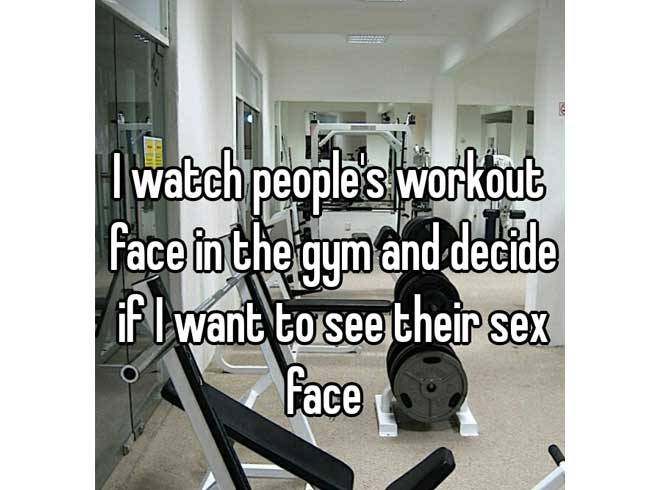 I watch people's workout
face in the gym and decide
if I want to see their sex
face